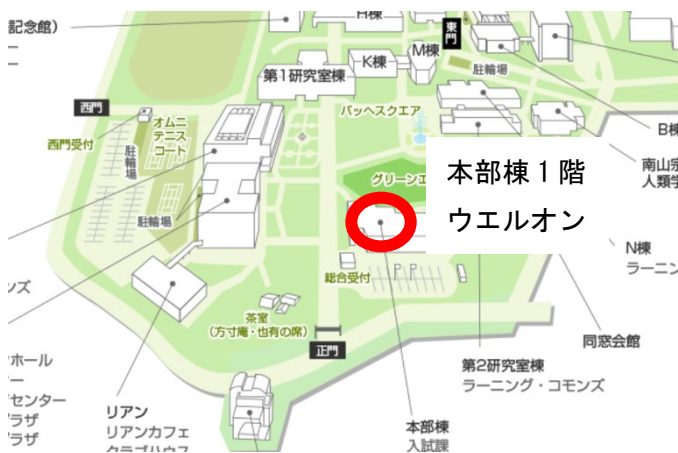 記念館）
H棟
東門
K棟
M棟
第1研究室棟
駐輪場
西門
オムニ
テニス
コート
バッヘスクエア
西門受付
駐輪場
B棟
南山宗
人類学
グリーンエ
本部棟１階
ウエルオン
駐輪場
N棟
ラーニン
総合受付
ンズ
茶室
（方寸庵・也有の席）
正門
同窓会館
第2研究室棟
ラーニング・コモンズ
ホール
ー
センター
ラザ
ラザ
リアン
リアンカフェ
クラブハウス
本部棟
入試課